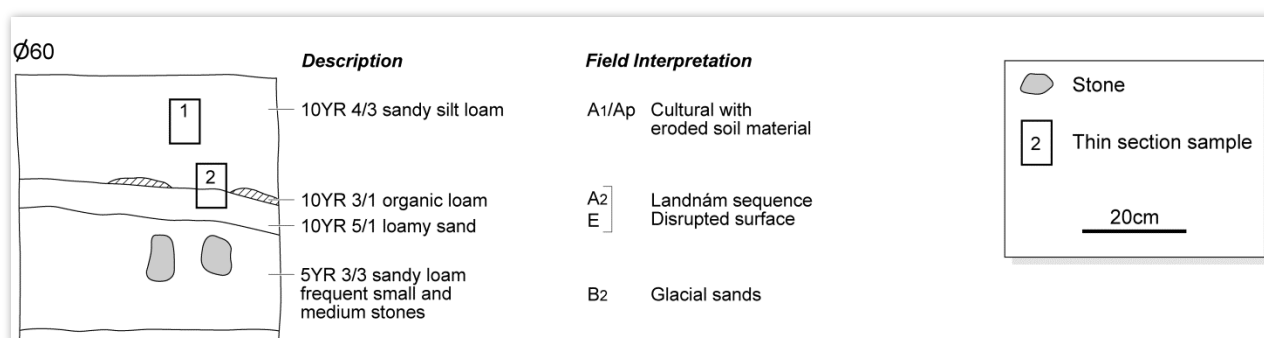 Ø60
Description
Field Interpretation
1
10YR 4/3 sandy silt loam
A1/Ap Cultural with
eroded soil material
2
10YR 3/1 organic loam
A2 Landnám sequence
10YR 5/1 loamy sand
E Disrupted surface
5YR 3/3 sandy loam
frequent small and
medium stones
B2 Glacial sands
Stone
2 Thin section sample
20cm